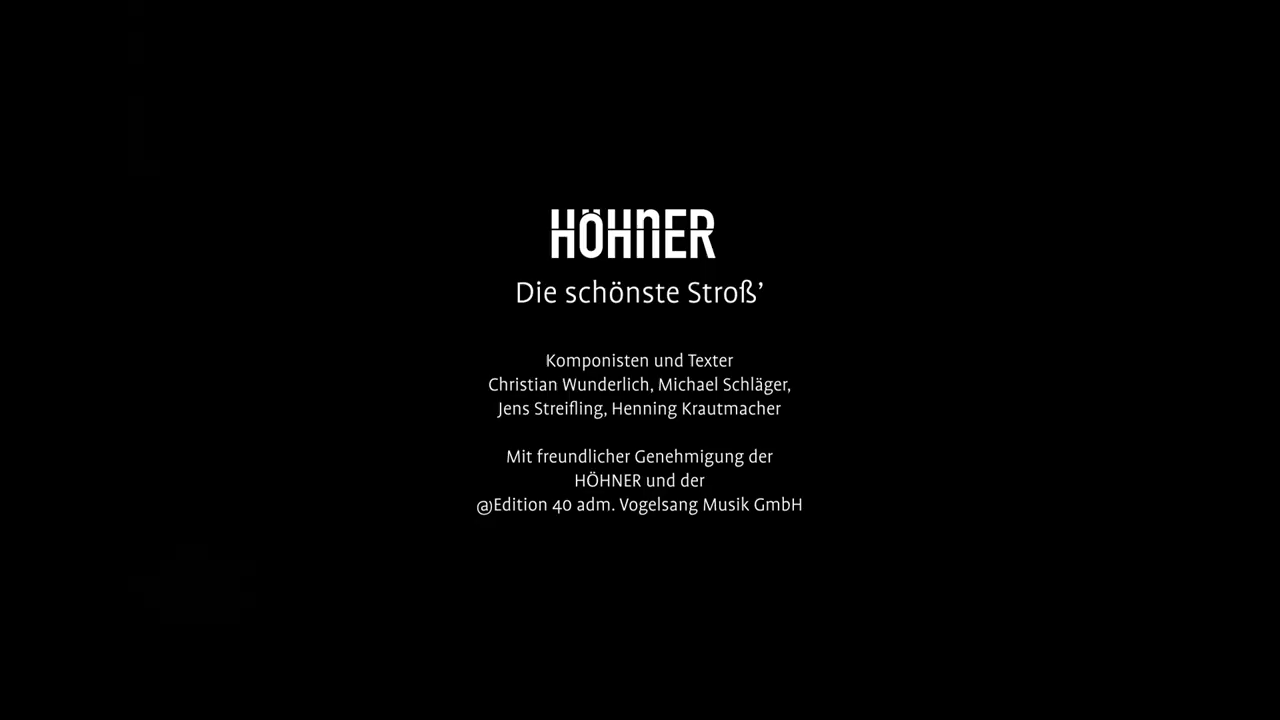 HÖHNER
Die schönste Stroß’
Komponisten und Texter
Christian Wunderlich, Michael Schläger,
Jens Streifling, Henning Krautmacher
Mit freundlicher Genehmigung der
HÖHNER und der
@Edition 40 adm. Vogelsang Musik GmbH